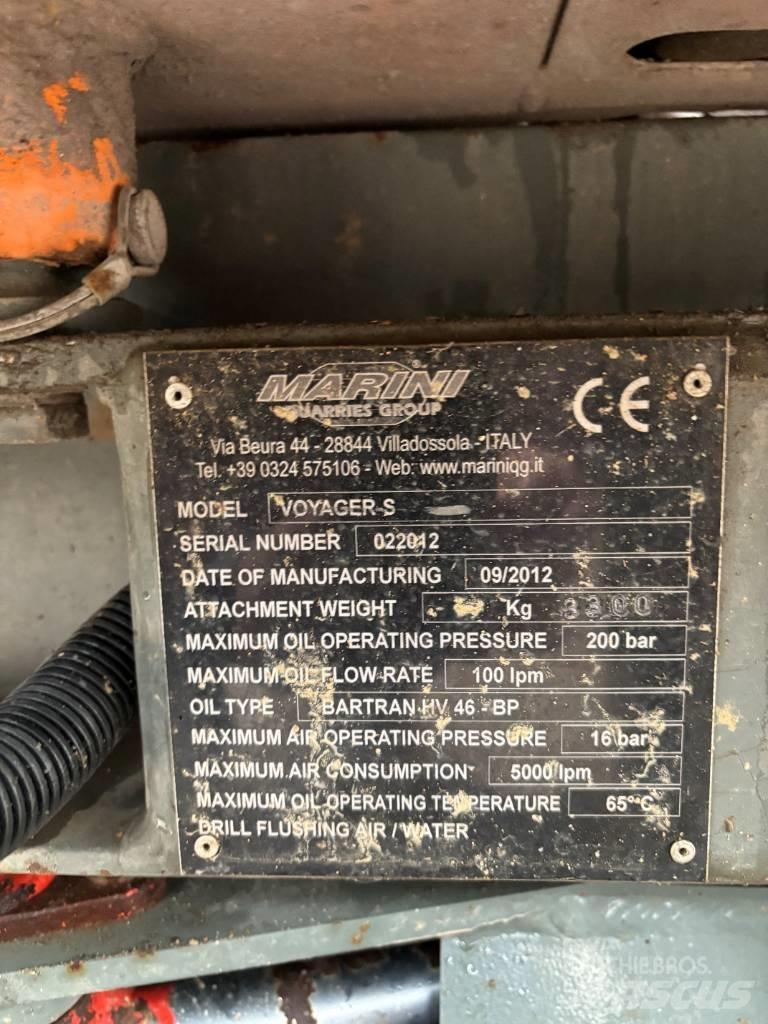 MARINI
QUARRIES GROUP
CE
Via Beura 44 - 28844 Villadossola - ITALY
Tel. +39 0324 575106 - Web: www.mariniqg.it
MODEL VOYAGER S
SERIAL NUMBER 022012
DATE OF MANUFACTURING 09/2012
ATTACHMENT WEIGHT Kg 3300
MAXIMUM OIL OPERATING PRESSURE 200 bar
MAXIMUM OIL FLOW RATE 100 lpm
OIL TYPE BARTRAN HV 46 - BP
MAXIMUM AIR OPERATING PRESSURE 16 bar
MAXIMUM AIR CONSUMPTION 5000 lpm
MAXIMUM OIL OPERATING TEMPERATURE 65°C
DRILL FLUSHING AIR / WATER